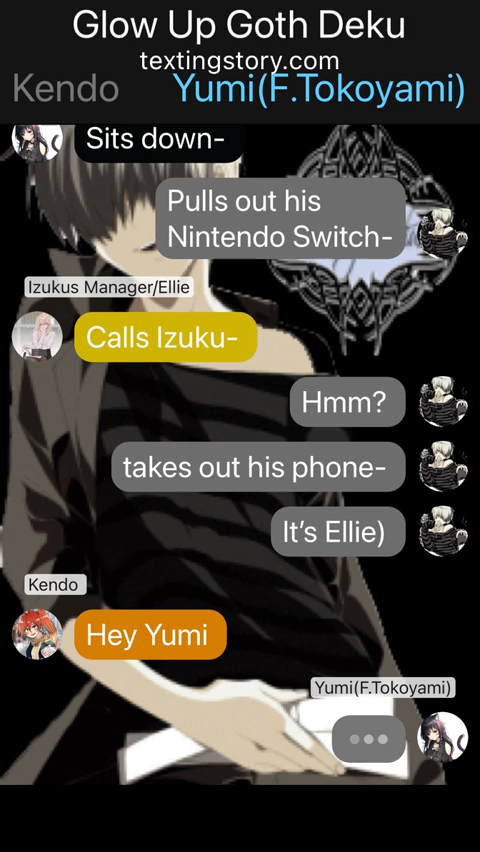 Glow Up Goth Deku
textingstory.com
Kendo
Yumi(F.Tokoyami)
Sits down-
Pulls out his
Nintendo Switch-
Izukus Manager/Ellie
Calls Izuku-
Hmm?
takes out his phone-
It’s Ellie)
Kendo
Hey Yumi
Yumi(F.Tokoyami)